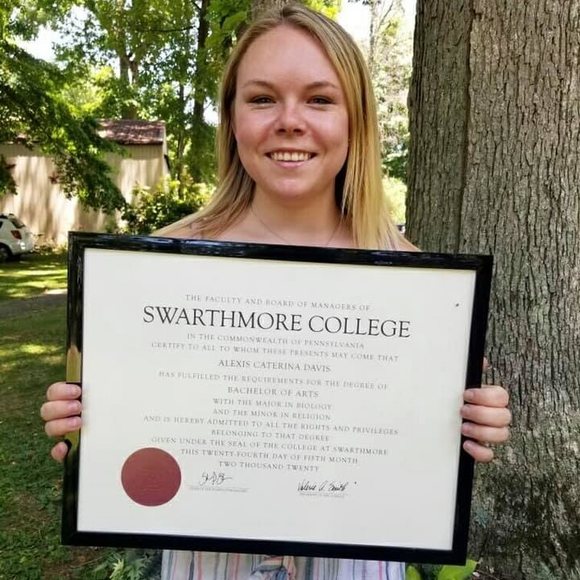 THE FACULTY AND BOARD OF MANAGERS OF
SWARTHMORE COLLEGE
IN THE COMMONWEALTH OF PENNSYLVANIA
CERTIFY TO ALL TO WHOM THESE PRESENTS MAY COME THAT
ALEXIS CATERINA DAVIS
HAS FULFILLED THE REQUIREMENTS FOR THE DEGREE OF
BACHELOR OF ARTS
WITH THE MAJOR IN BIOLOGY
AND THE MINOR IN RELIGION
AND IS HEREBY ADMITTED TO ALL THE RIGHTS AND PRIVILEGES
BELONGING TO THAT DEGREE
GIVEN UNDER THE SEAL OF THE COLLEGE AT SWARTHMORE
THIS TWENTY-FOURTH DAY OF FIFTH MONTH
TWO THOUSAND TWENTY
Valerie A. Smith